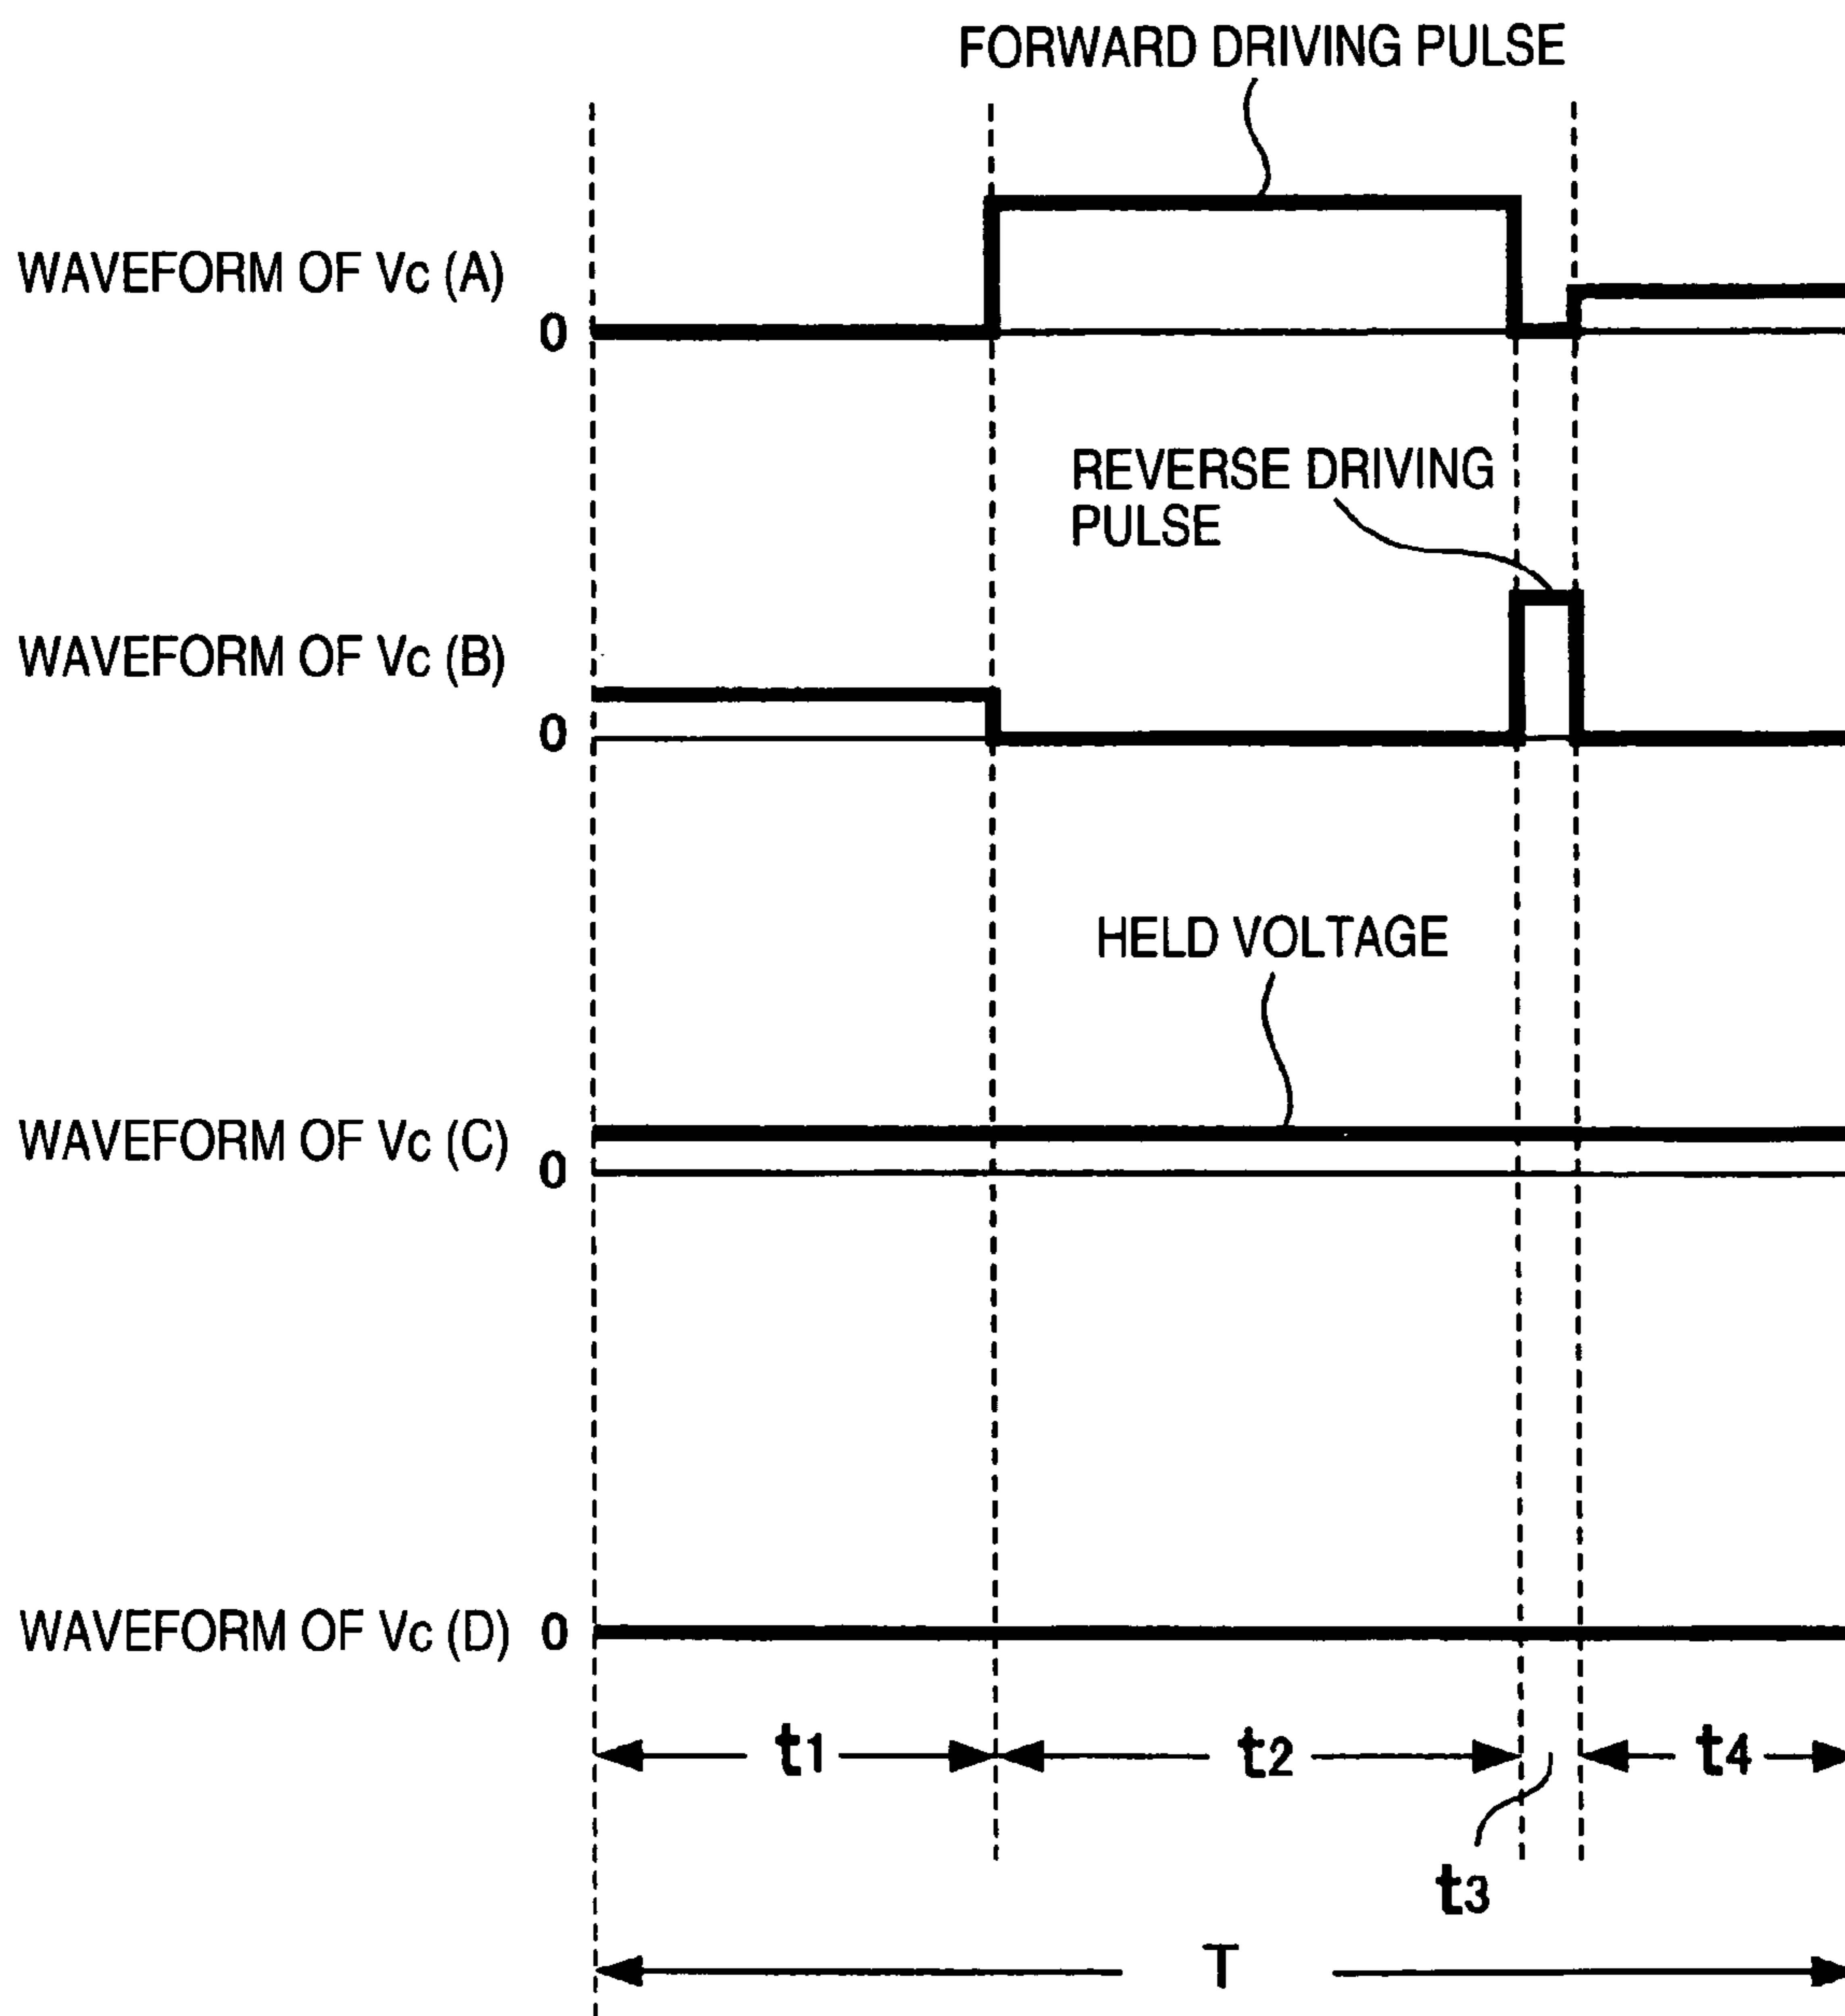 FORWARD DRIVING PULSE
WAVEFORM OF Vc (A)
0
REVERSE DRIVING
PULSE
WAVEFORM OF Vc (B)
0
HELD VOLTAGE
WAVEFORM OF Vc (C)
0
WAVEFORM OF Vc (D) 0
t1 t2 t4
t3
T